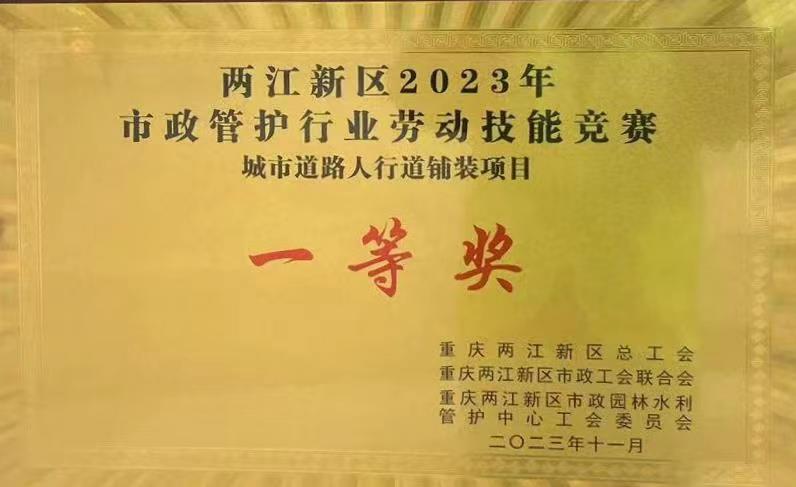 两江新区2023年
市政管护行业劳动技能竞赛
城市道路人行道铺装项目
一等奖
重庆两江新区总工会
重庆两江新区市政工会联合会
重庆两江新区市政园林水利
管护中心工会委员会
二〇二三年十一月